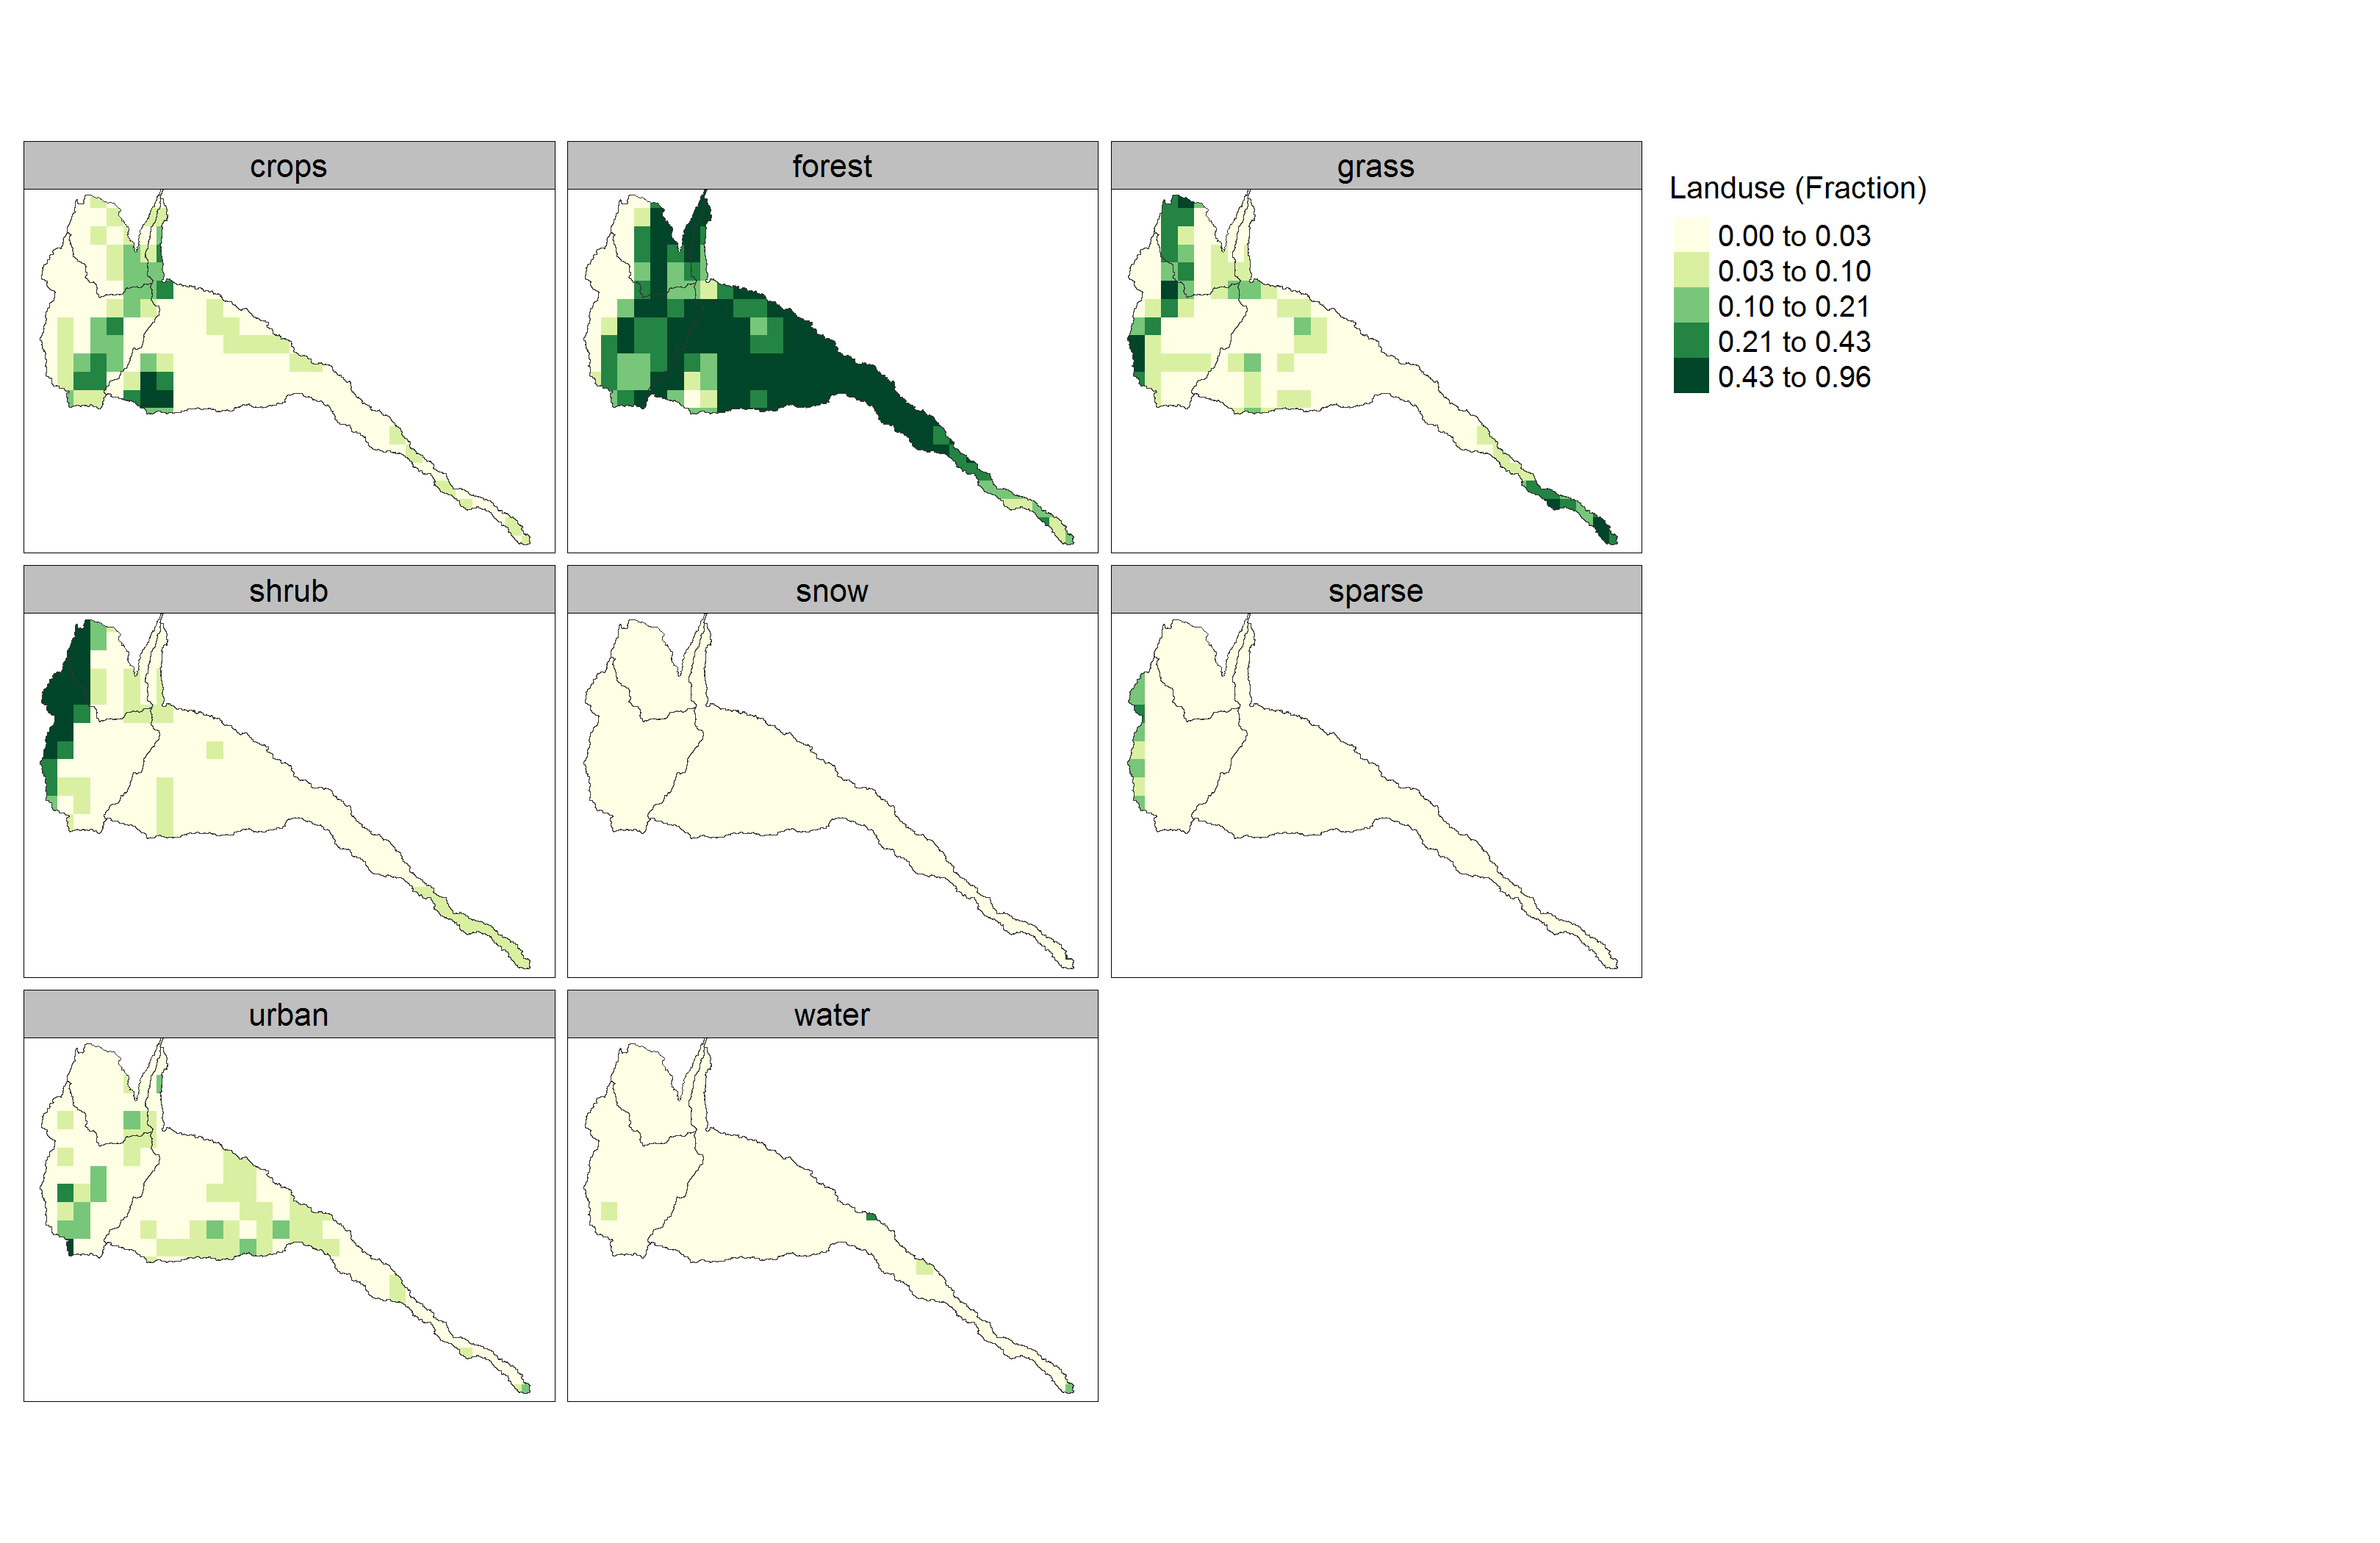 crops
forest
grass
Landuse (Fraction)
0.00 to 0.03
0.03 to 0.10
0.10 to 0.21
0.21 to 0.43
0.43 to 0.96
shrub
snow
sparse
urban
water